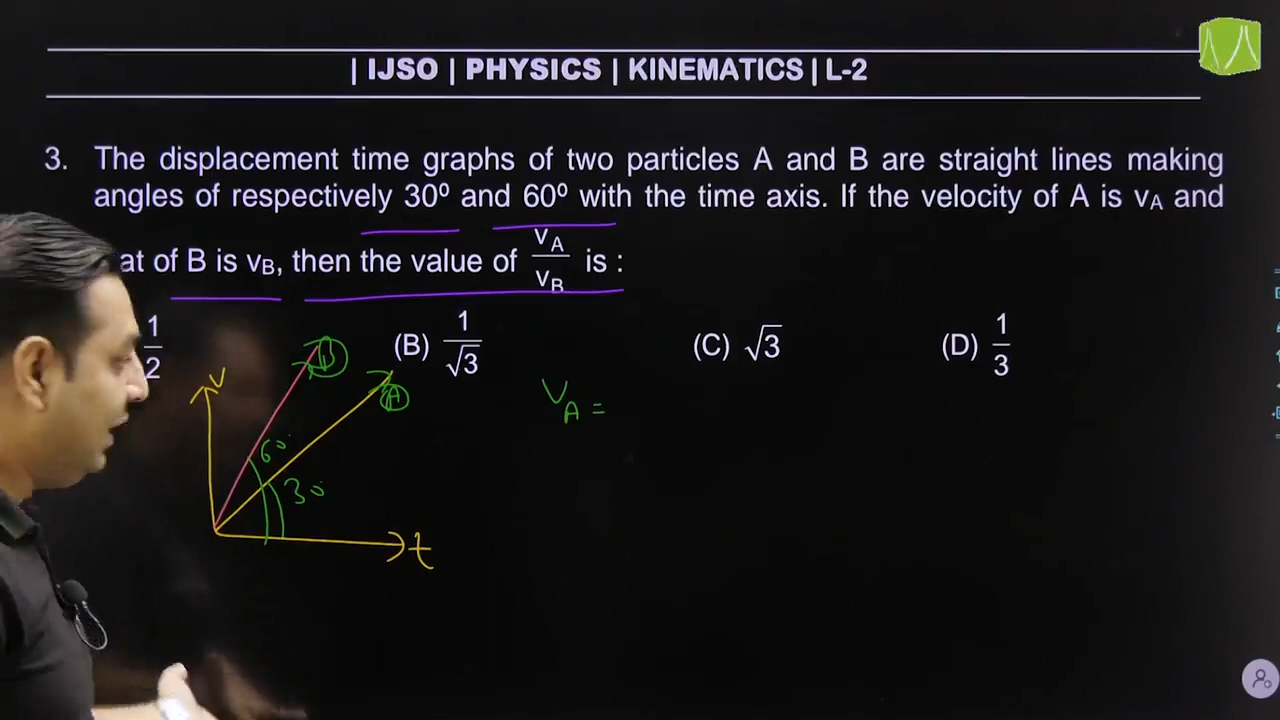 | IJSO | PHYSICS | KINEMATICS | L-2
3. The displacement time graphs of two particles A and B are straight lines making
angles of respectively 30º and 60º with the time axis. If the velocity of A is vA and
at of B is vB, then the value of vA/vB is :
1/2
(B) 1/√3
(C) √3
(D) 1/3
v
B
A
60°
30°
t
VA =